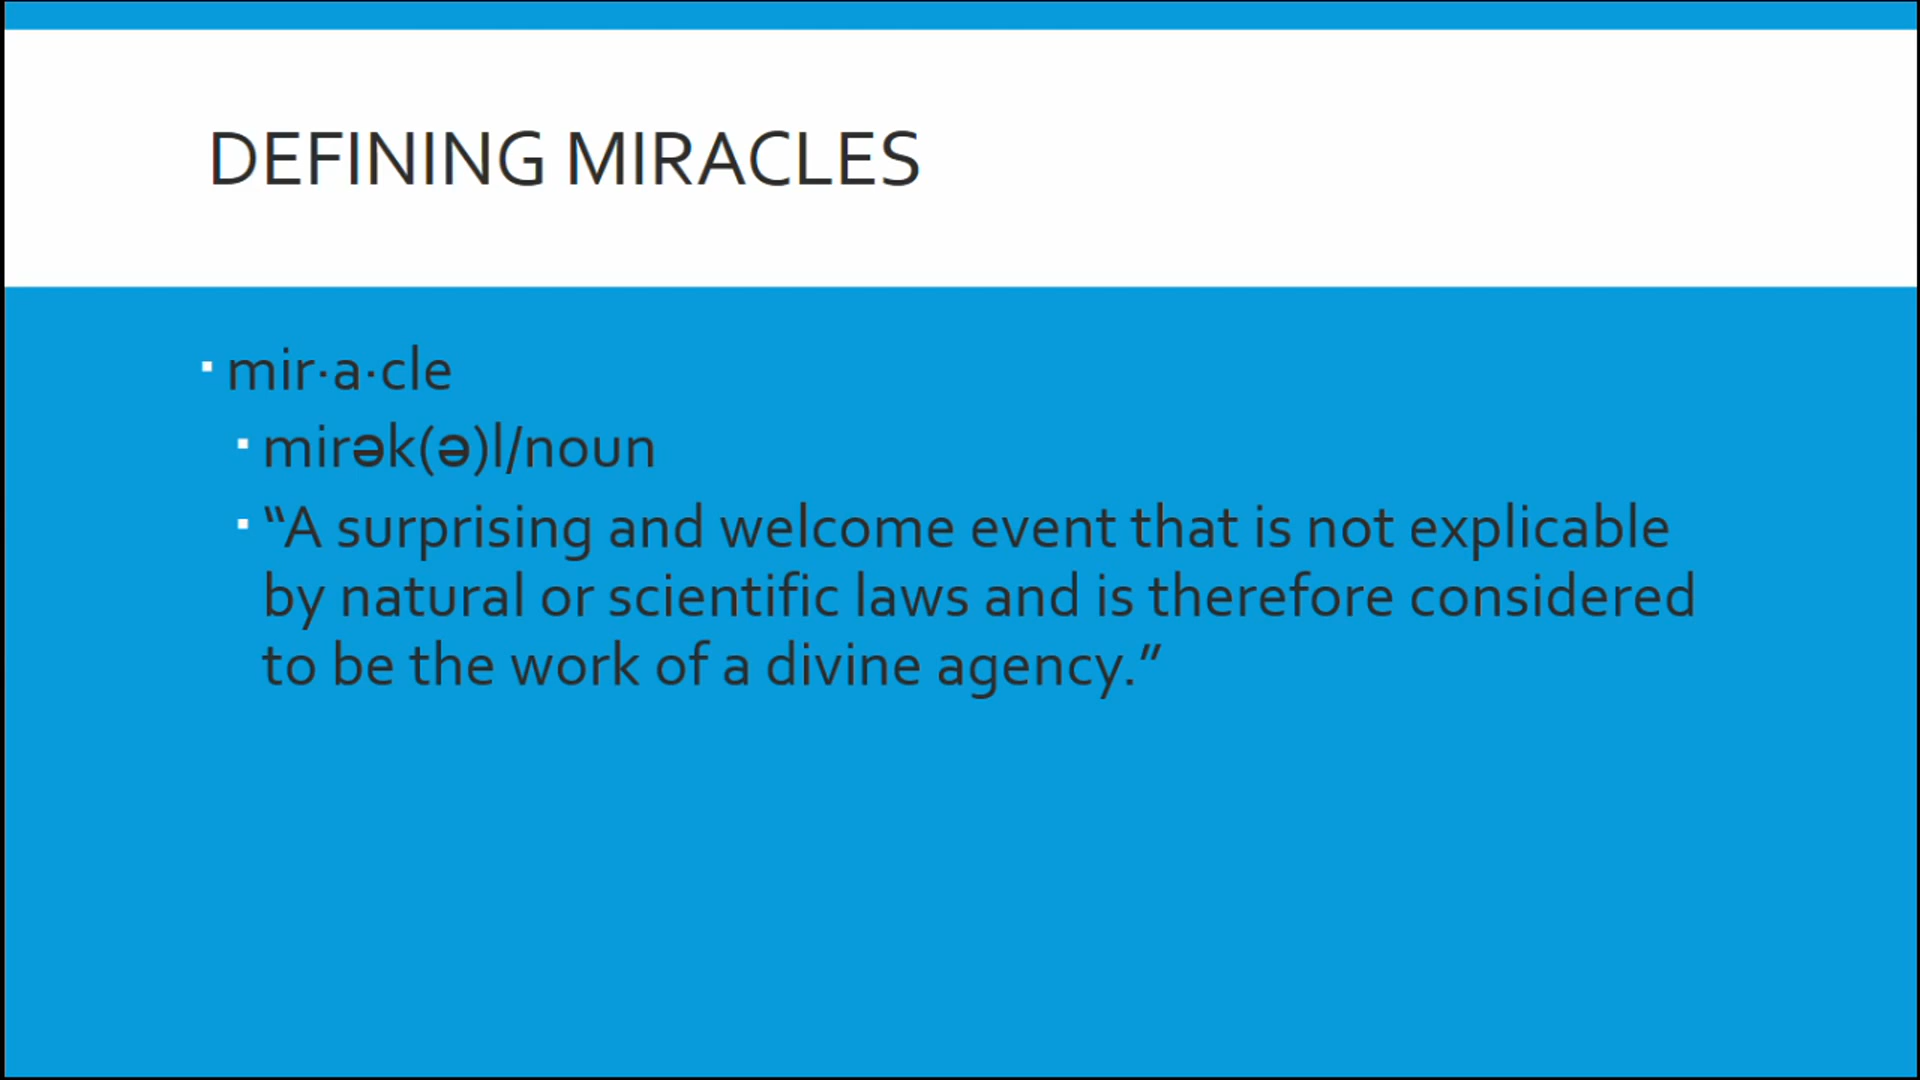 DEFINING MIRACLES
mir·a·cle
mirək(ə)l/noun
“A surprising and welcome event that is not explicable
by natural or scientific laws and is therefore considered
to be the work of a divine agency.”